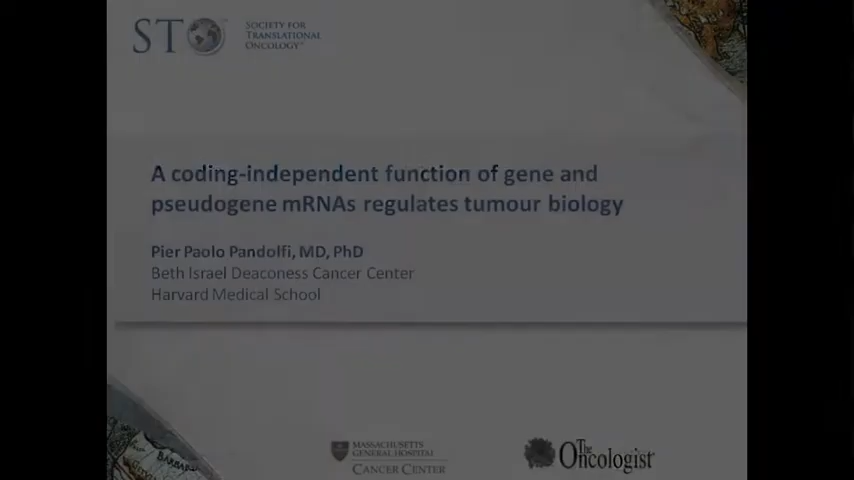 STO
SOCIETY FOR
TRANSLATIONAL
ONCOLOGY
A coding-independent function of gene and
pseudogene mRNAs regulates tumour biology
Pier Paolo Pandolfi, MD, PhD
Beth Israel Deaconess Cancer Center
Harvard Medical School
BARBA
MASSACHUSETTS
GENERAL HOSPITAL
CANCER CENTER
The
Oncologist